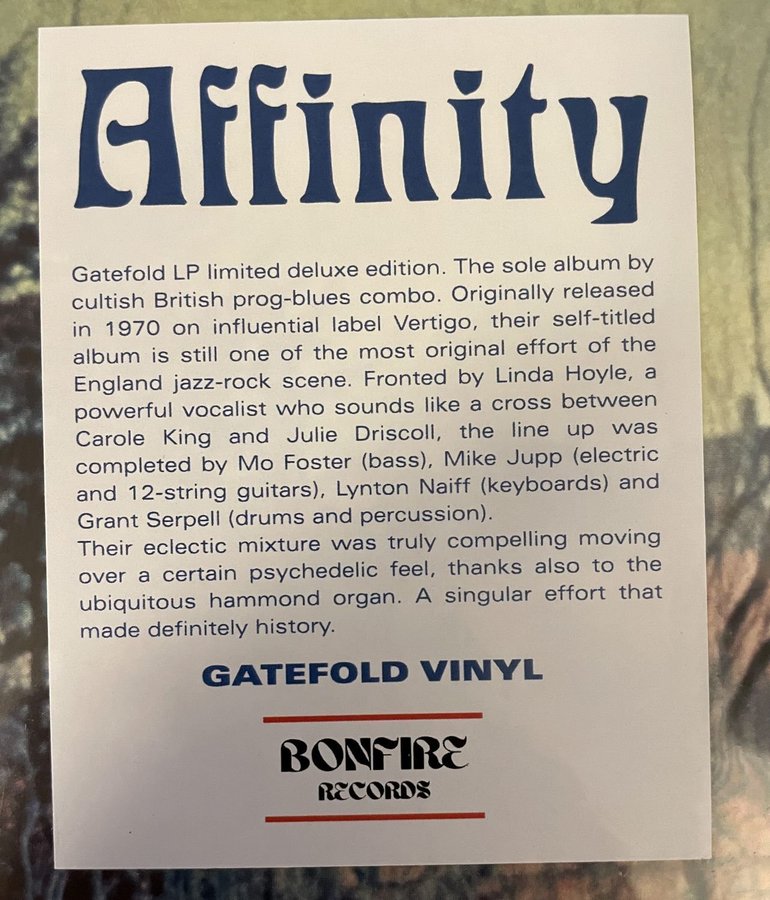 Affinity
Gatefold LP limited deluxe edition. The sole album by
cultish British prog-blues combo. Originally released
in 1970 on influential label Vertigo, their self-titled
album is still one of the most original effort of the
England jazz-rock scene. Fronted by Linda Hoyle, a
powerful vocalist who sounds like a cross between
Carole King and Julie Driscoll, the line up was
completed by Mo Foster (bass), Mike Jupp (electric
and 12-string guitars), Lynton Naiff (keyboards) and
Grant Serpell (drums and percussion).
Their eclectic mixture was truly compelling moving
over a certain psychedelic feel, thanks also to the
ubiquitous hammond organ. A singular effort that
made definitely history.
GATEFOLD VINYL
BONFIRE
RECORDS